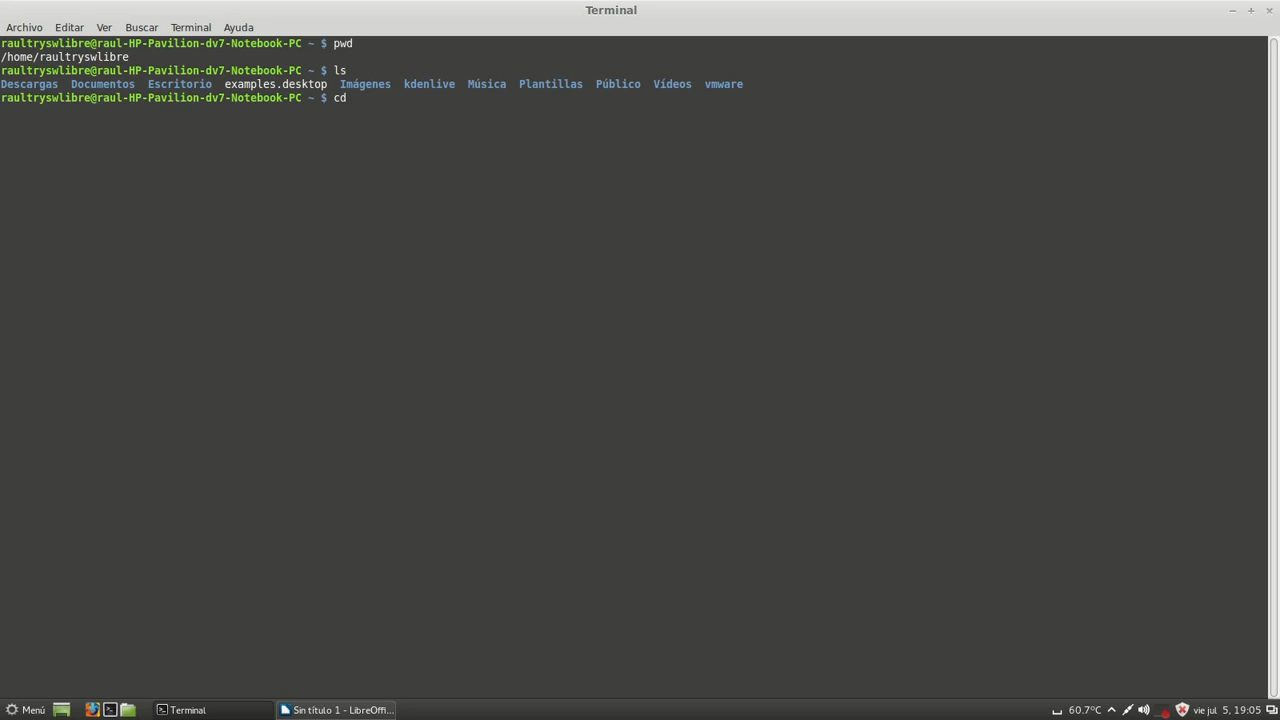 Terminal
Archivo Editar Ver Buscar Terminal Ayuda
raultryswlibre@raul-HP-Pavilion-dv7-Notebook-PC ~ $ pwd
/home/raultryswlibre
raultryswlibre@raul-HP-Pavilion-dv7-Notebook-PC ~ $ ls
Descargas Documentos Escritorio examples.desktop Imágenes kdenlive Música Plantillas Público Vídeos vmware
raultryswlibre@raul-HP-Pavilion-dv7-Notebook-PC ~ $ cd
Menú Terminal Sin título 1 - LibreOffi... 60.7°C vie jul 5, 19:05